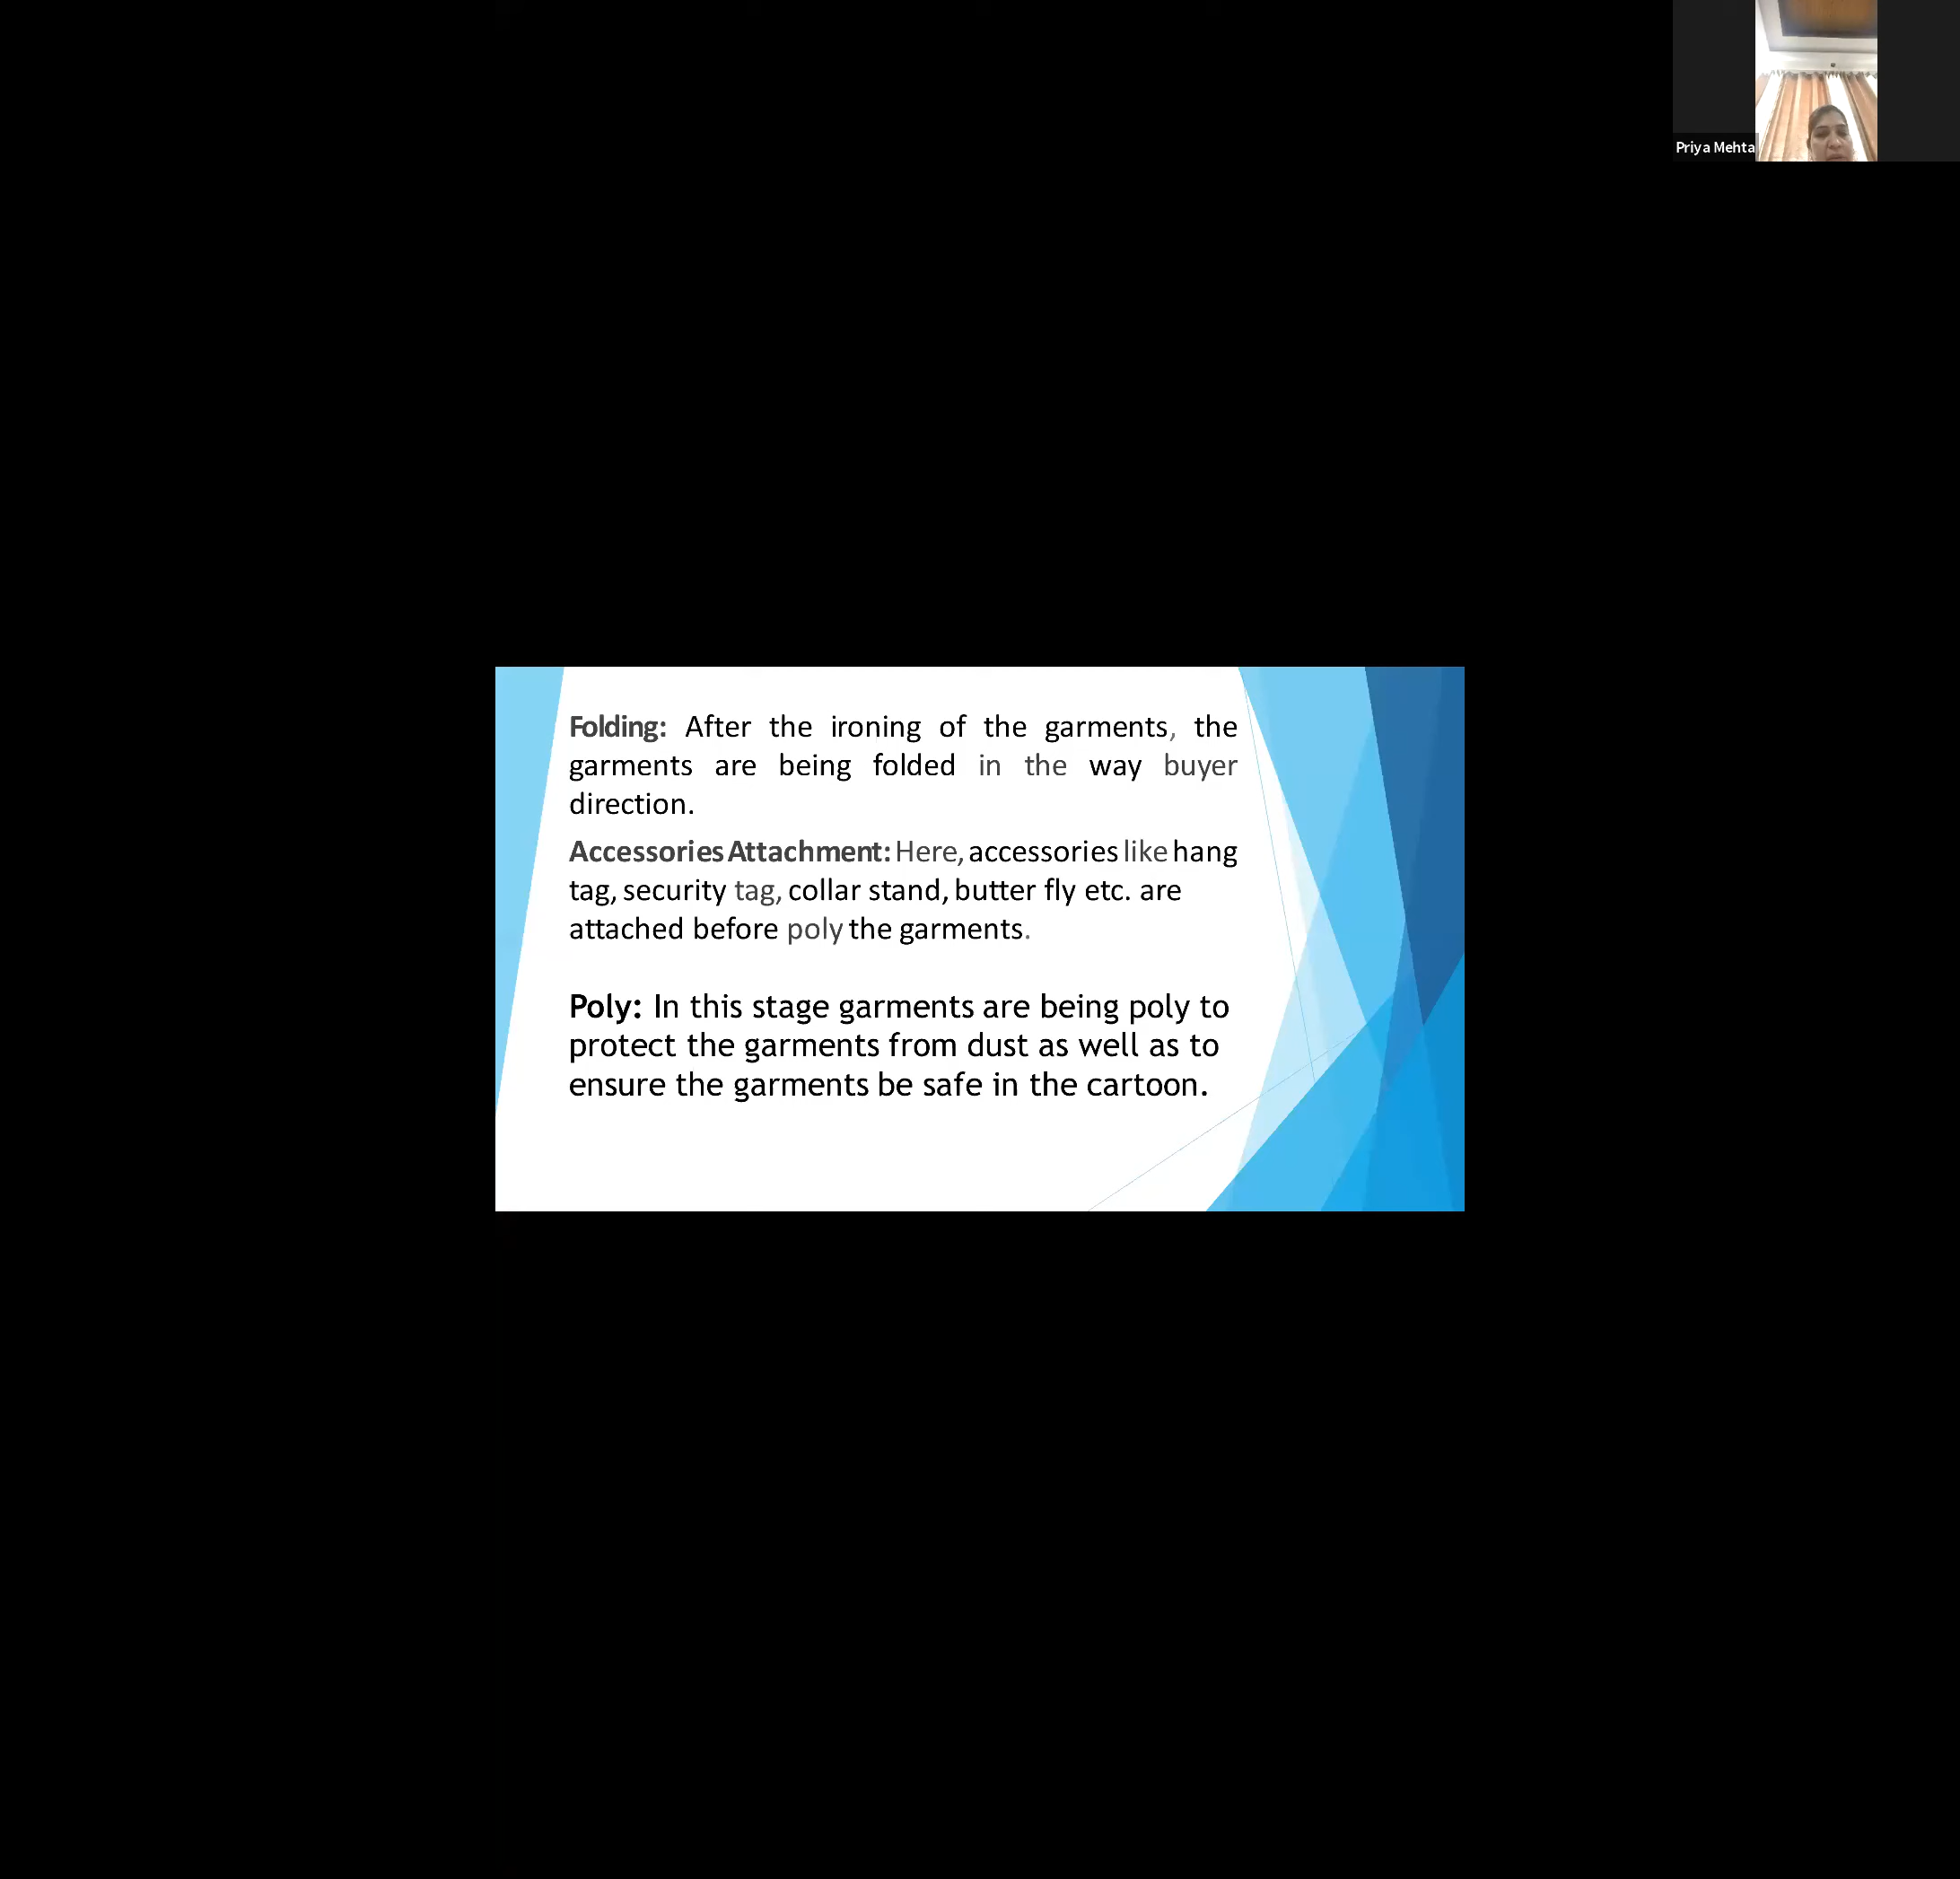 Priya Mehta
Folding: After the ironing of the garments, the
garments are being folded in the way buyer
direction.
Accessories Attachment: Here, accessories like hang
tag, security tag, collar stand, butter fly etc. are
attached before poly the garments.
Poly: In this stage garments are being poly to
protect the garments from dust as well as to
ensure the garments be safe in the cartoon.